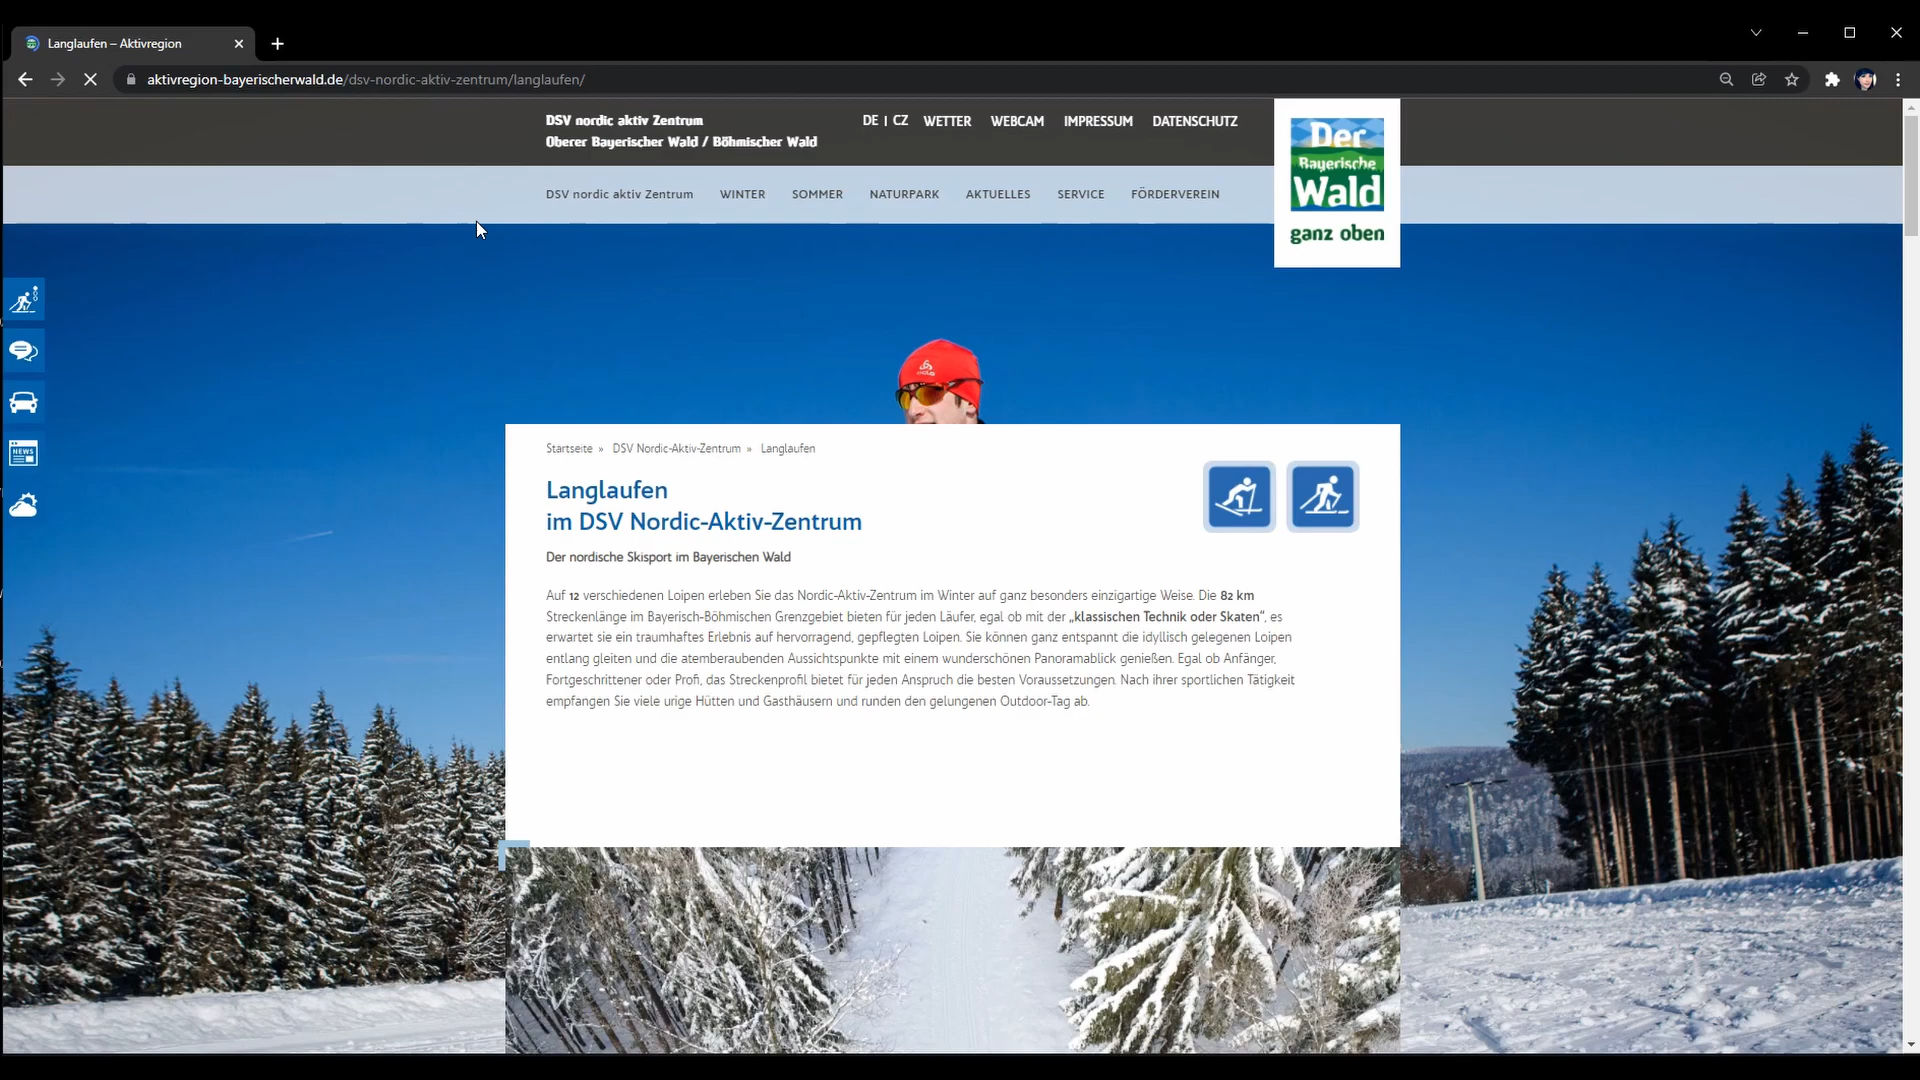 Langlaufen – Aktivregion
aktivregion-bayerischerwald.de/dsv-nordic-aktiv-zentrum/langlaufen/
DSV nordic aktiv Zentrum
Oberer Bayerischer Wald / Böhmischer Wald
DE | CZ WETTER WEBCAM IMPRESSUM DATENSCHUTZ
Der
Bayerische
Wald
ganz oben
DSV nordic aktiv Zentrum WINTER SOMMER NATURPARK AKTUELLES SERVICE FÖRDERVEREIN
NEWS
Startseite » DSV Nordic-Aktiv-Zentrum » Langlaufen
Langlaufen
im DSV Nordic-Aktiv-Zentrum
Der nordische Skisport im Bayerischen Wald
Auf 12 verschiedenen Loipen erleben Sie das Nordic-Aktiv-Zentrum im Winter auf ganz besonders einzigartige Weise. Die 82 km
Streckenlänge im Bayerisch-Böhmischen Grenzgebiet bieten für jeden Läufer, egal ob mit der „klassischen Technik oder Skaten“, es
erwartet sie ein traumhaftes Erlebnis auf hervorragend, gepflegten Loipen. Sie können ganz entspannt die idyllisch gelegenen Loipen
entlang gleiten und die atemberaubenden Aussichtspunkte mit einem wunderschönen Panoramablick genießen. Egal ob Anfänger,
Fortgeschrittener oder Profi, das Streckenprofil bietet für jeden Anspruch die besten Voraussetzungen. Nach ihrer sportlichen Tätigkeit
empfangen Sie viele urige Hütten und Gasthäusern und runden den gelungenen Outdoor-Tag ab.